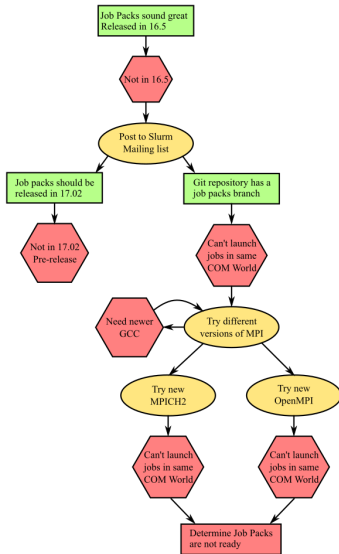 Job Packs sound great
Released in 16.5
Not in 16.5
Post to Slurm
Mailing list
Job packs should be
released in 17.02
Git repository has a
job packs branch
Not in 17.02
Pre-release
Can't launch
jobs in same
COM World
Need newer
GCC
Try different
versions of MPI
Try new
MPICH2
Try new
OpenMPI
Can't launch
jobs in same
COM World
Can't launch
jobs in same
COM World
Determine Job Packs
are not ready